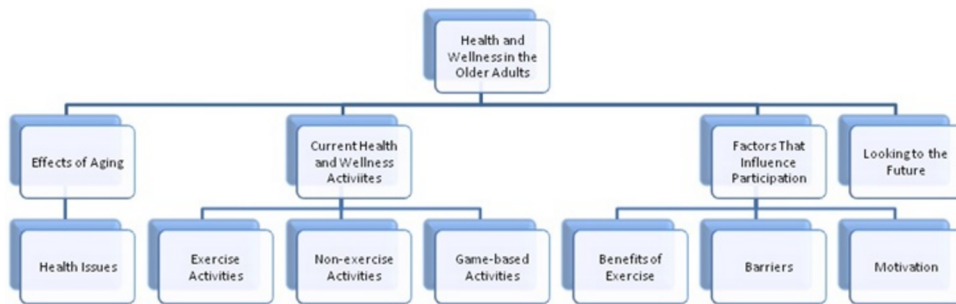 Health and
Wellness in the
Older Adults
Effects of Aging
Current Health
and Wellness
Activiites
Factors That
Influence
Participation
Looking to the
Future
Health Issues
Exercise
Activities
Non-exercise
Activities
Game-based
Activities
Benefits of
Exercise
Barriers
Motivation